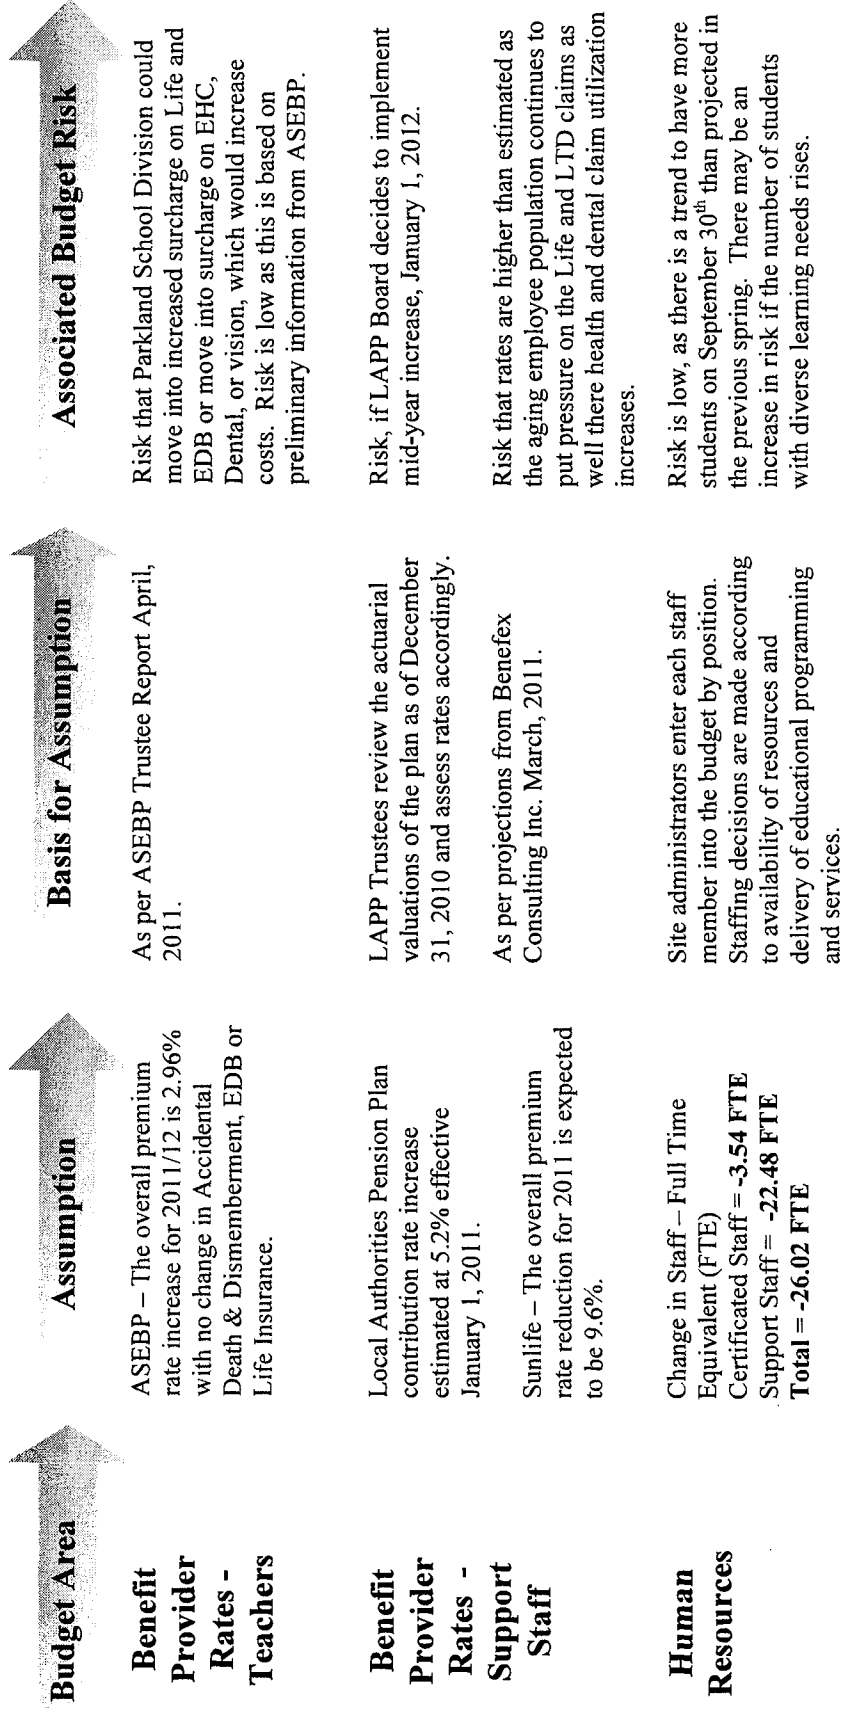 Budget Area
Assumption
Basis for Assumption
Associated Budget Risk
Benefit
Provider
Rates -
Teachers
ASEBP – The overall premium
rate increase for 2011/12 is 2.96%
with no change in Accidental
Death & Dismemberment, EDB or
Life Insurance.
As per ASEBP Trustee Report April,
2011.
Risk that Parkland School Division could
move into increased surcharge on Life and
EDB or move into surcharge on EHC,
Dental, or vision, which would increase
costs. Risk is low as this is based on
preliminary information from ASEBP.
Benefit
Provider
Rates -
Support
Staff
Local Authorities Pension Plan
contribution rate increase
estimated at 5.2% effective
January 1, 2011.
LAPP Trustees review the actuarial
valuations of the plan as of December
31, 2010 and assess rates accordingly.
Risk, if LAPP Board decides to implement
mid-year increase, January 1, 2012.
Sunlife – The overall premium
rate reduction for 2011 is expected
to be 9.6%.
As per projections from Benefex
Consulting Inc. March, 2011.
Risk that rates are higher than estimated as
the aging employee population continues to
put pressure on the Life and LTD claims as
well there health and dental claim utilization
increases.
Human
Resources
Change in Staff – Full Time
Equivalent (FTE)
Certificated Staff = -3.54 FTE
Support Staff = -22.48 FTE
Total = -26.02 FTE
Site administrators enter each staff
member into the budget by position.
Staffing decisions are made according
to availability of resources and
delivery of educational programming
and services.
Risk is low, as there is a trend to have more
students on September 30th than projected in
the previous spring. There may be an
increase in risk if the number of students
with diverse learning needs rises.